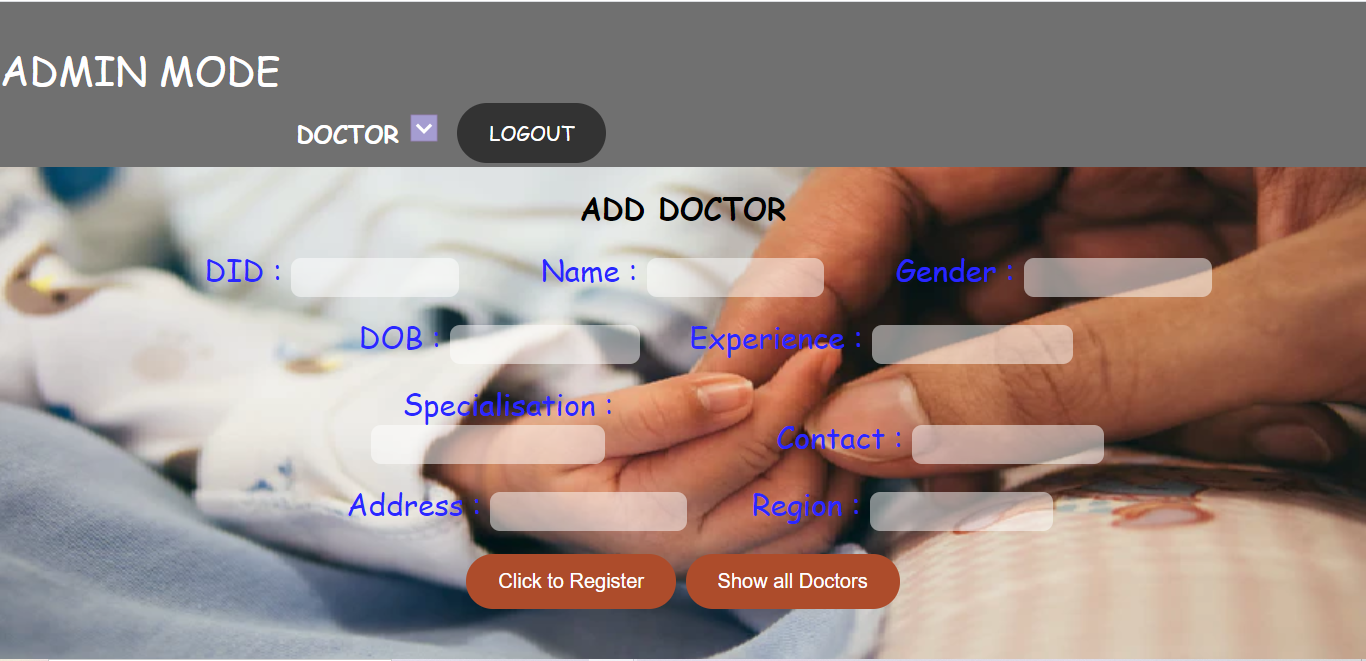 ADMIN MODE
DOCTOR LOGOUT
ADD DOCTOR
DID : Name : Gender :
DOB : Experience :
Specialisation :
Contact :
Address : Region :
Click to Register Show all Doctors